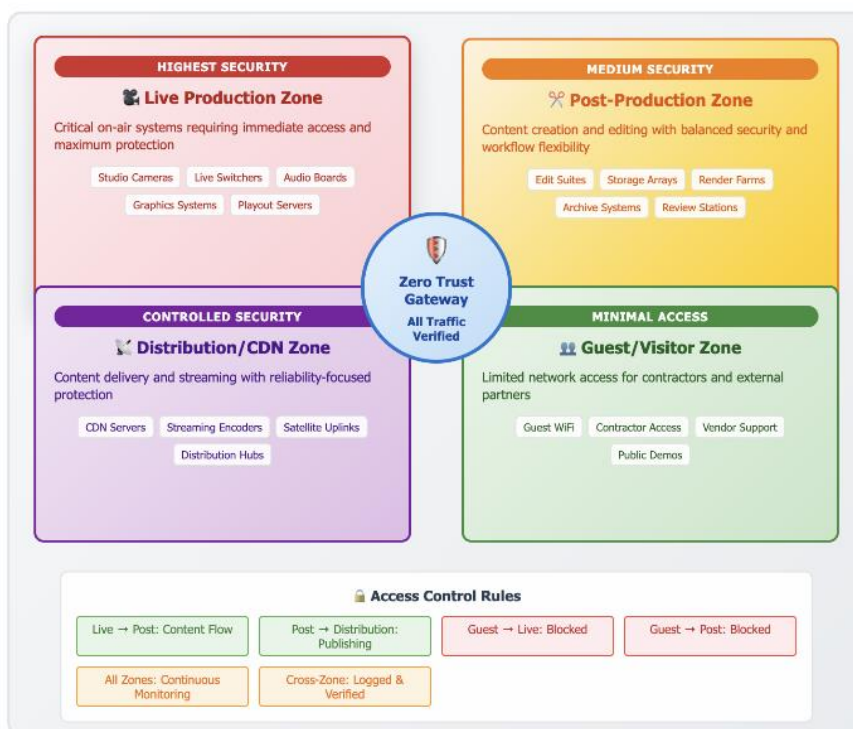 HIGHEST SECURITY
Live Production Zone
Critical on-air systems requiring immediate access and
maximum protection
Studio Cameras
Live Switchers
Audio Boards
Graphics Systems
Playout Servers
MEDIUM SECURITY
Post-Production Zone
Content creation and editing with balanced security and
workflow flexibility
Edit Suites
Storage Arrays
Render Farms
Archive Systems
Review Stations
Zero Trust
Gateway
All Traffic
Verified
CONTROLLED SECURITY
Distribution/CDN Zone
Content delivery and streaming with reliability-focused
protection
CDN Servers
Streaming Encoders
Satellite Uplinks
Distribution Hubs
MINIMAL ACCESS
Guest/Visitor Zone
Limited network access for contractors and external
partners
Guest WiFi
Contractor Access
Vendor Support
Public Demos
Access Control Rules
Live → Post: Content Flow
Post → Distribution:
Publishing
Guest → Live: Blocked
Guest → Post: Blocked
All Zones: Continuous
Monitoring
Cross-Zone: Logged &
Verified